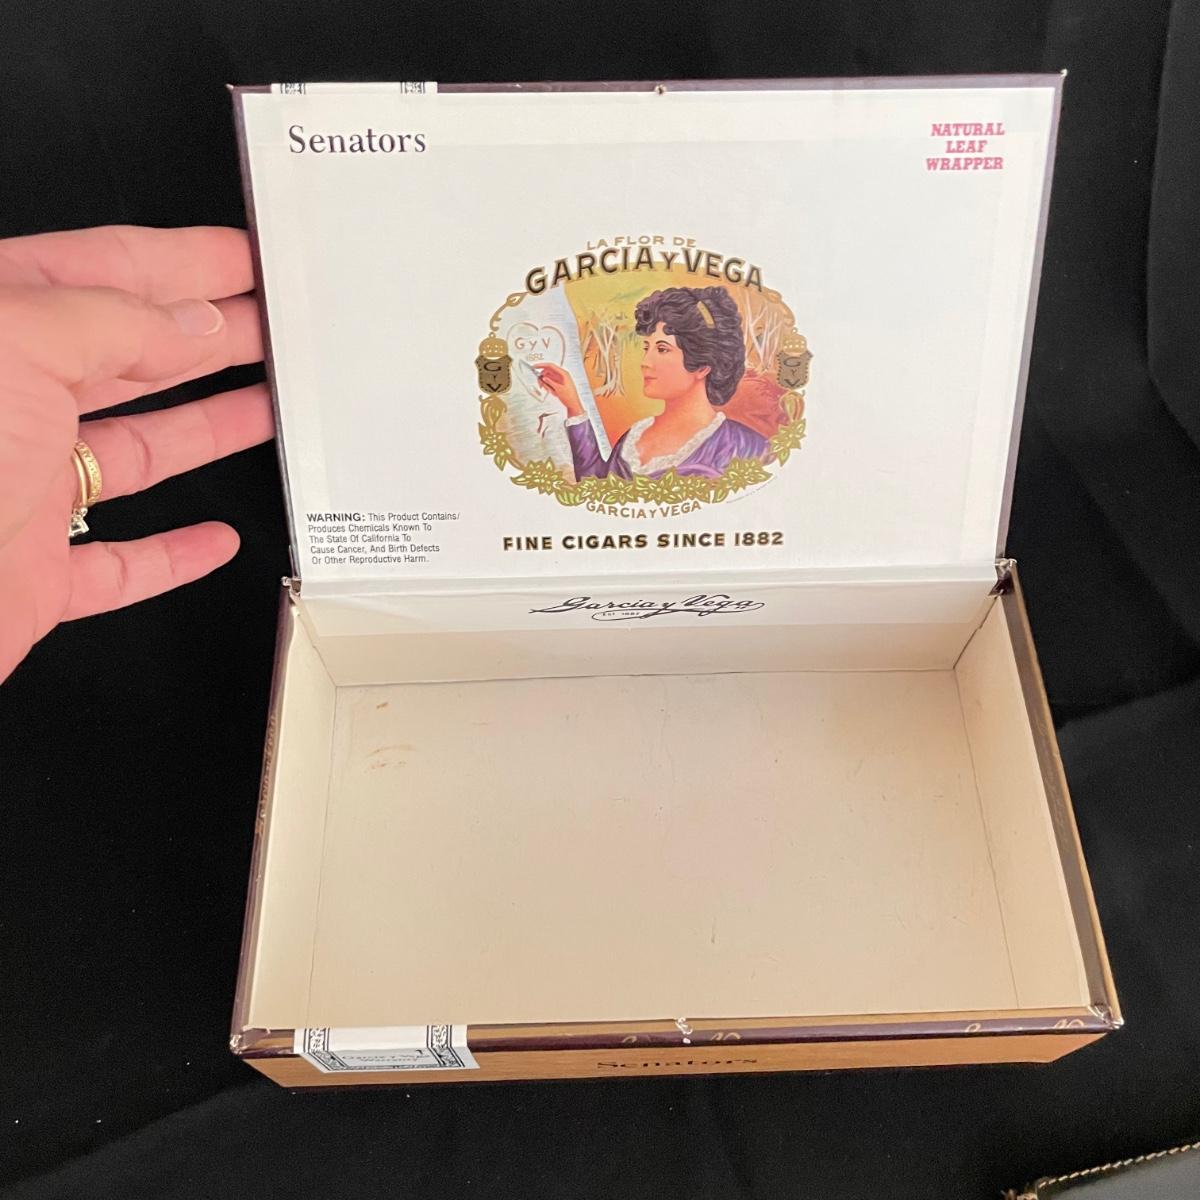 Senators
NATURAL
LEAF
WRAPPER
LA FLOR DE
GARCIA Y VEGA
G y V
1882
G
Y
V
G
Y
V
GARCIA Y VEGA
FINE CIGARS SINCE 1882
WARNING: This Product Contains/
Produces Chemicals Known To
The State Of California To
Cause Cancer, And Birth Defects
Or Other Reproductive Harm.
Garcia y Vega
EST. 1882
Senators